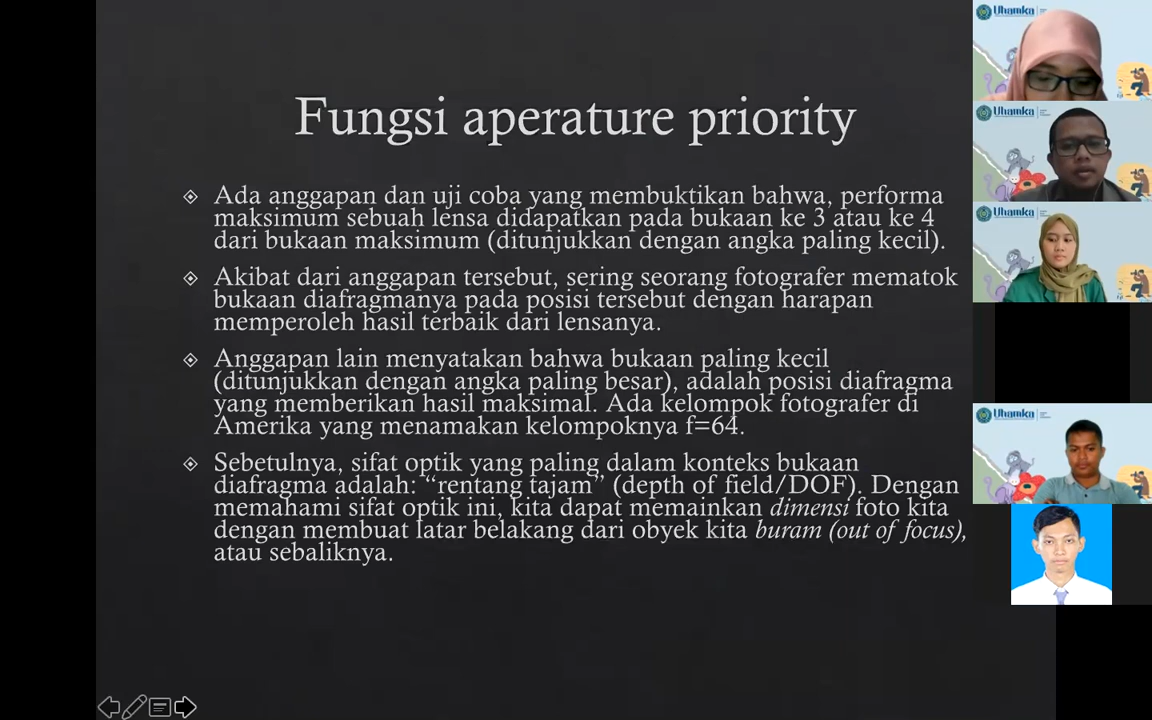 Fungsi aperature priority
Ada anggapan dan uji coba yang membuktikan bahwa, performa
maksimum sebuah lensa didapatkan pada bukaan ke 3 atau ke 4
dari bukaan maksimum (ditunjukkan dengan angka paling kecil).
Akibat dari anggapan tersebut, sering seorang fotografer mematok
bukaan diafragmanya pada posisi tersebut dengan harapan
memperoleh hasil terbaik dari lensanya.
Anggapan lain menyatakan bahwa bukaan paling kecil
(ditunjukkan dengan angka paling besar), adalah posisi diafragma
yang memberikan hasil maksimal. Ada kelompok fotografer di
Amerika yang menamakan kelompoknya f=64.
Sebetulnya, sifat optik yang paling dalam konteks bukaan
diafragma adalah: “rentang tajam” (depth of field/DOF). Dengan
memahami sifat optik ini, kita dapat memainkan dimensi foto kita
dengan membuat latar belakang dari obyek kita buram (out of focus),
atau sebaliknya.
Uhamka
Uhamka
Uhamka
Uhamka